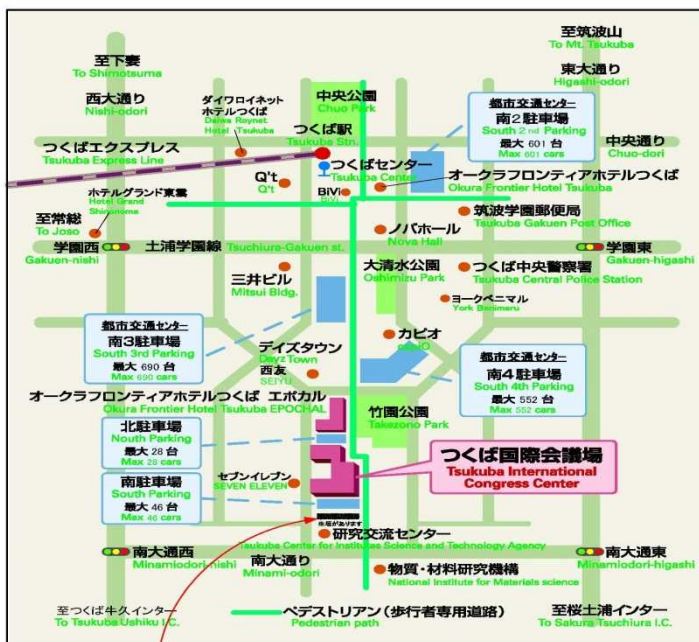 至下妻
To Shimotsuma
西大通り
Nishi-odori
ダイワロイネット
ホテルつくば
Daiwa Roynet
Hotel Tsukuba
中央公園
Chuo Park
つくば駅
Tsukuba Stn.
至筑波山
To Mt. Tsukuba
東大通り
Higashi-odori
都市交通センター
南2駐車場
South 2nd Parking
最大 601 台
Max 601 cars
中央通り
Chuo-dori
つくばエクスプレス
Tsukuba Express Line
つくばセンター
Tsukuba Center
Q't
Q't
BiVi
BiVi
オークラフロンティアホテルつくば
Okura Frontier Hotel Tsukuba
ホテルグランド東雲
Hotel Grand
Shinonome
至常総
To Joso
筑波学園郵便局
Tsukuba Gakuen Post Office
ノバホール
Nova Hall
学園西
Gakuen-nishi
土浦学園線
Tsuchiura-Gakuen st.
学園東
Gakuen-higashi
三井ビル
Mitsui Bldg.
大清水公園
Oshimizu Park
つくば中央警察署
Tsukuba Central Police Station
ヨークベニマル
York Benimaru
都市交通センター
南3駐車場
South 3rd Parking
最大 690 台
Max 690 cars
デイズタウン
Dayz Town
西友
SEIYU
カピオ
都市交通センター
南4駐車場
South 4th Parking
最大 552 台
Max 552 cars
オークラフロンティアホテルつくば エポカル
Okura Frontier Hotel Tsukuba EPOCHAL
北駐車場
Nouth Parking
最大 28 台
Max 28 cars
竹園公園
Takezono Park
つくば国際会議場
Tsukuba International
Congress Center
セブンイレブン
SEVEN ELEVEN
南駐車場
South Parking
最大 46 台
Max 46 cars
研究交流センター
Tsukuba Center for Institutes Science and Technology Agency
南大通西
Minamiodori-nishi
南大通り
Minami-odori
南大通東
Minamiodori-higashi
物質・材料研究機構
National Institute for Materials science
至つくば牛久インター
To Tsukuba Ushiku I.C.
ペデストリアン(歩行者専用道路)
Pedestrian path
至桜土浦インター
To Sakura Tsuchiura I.C.